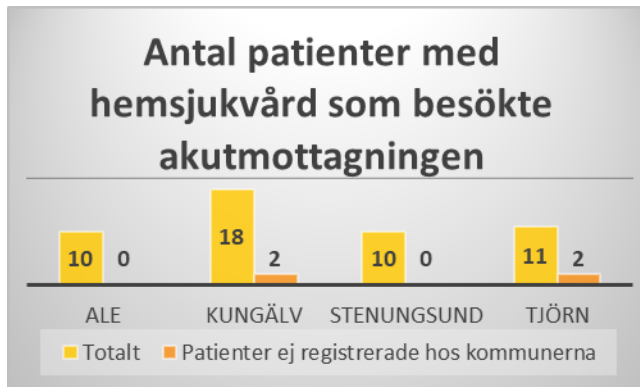 Antal patienter med
hemsjukvård som besökte
akutmottagningen
10 0 18 2 10 0 11 2
ALE KUNGÄLV STENUNGSUND TJÖRN
Totalt Patienter ej registrerade hos kommunerna